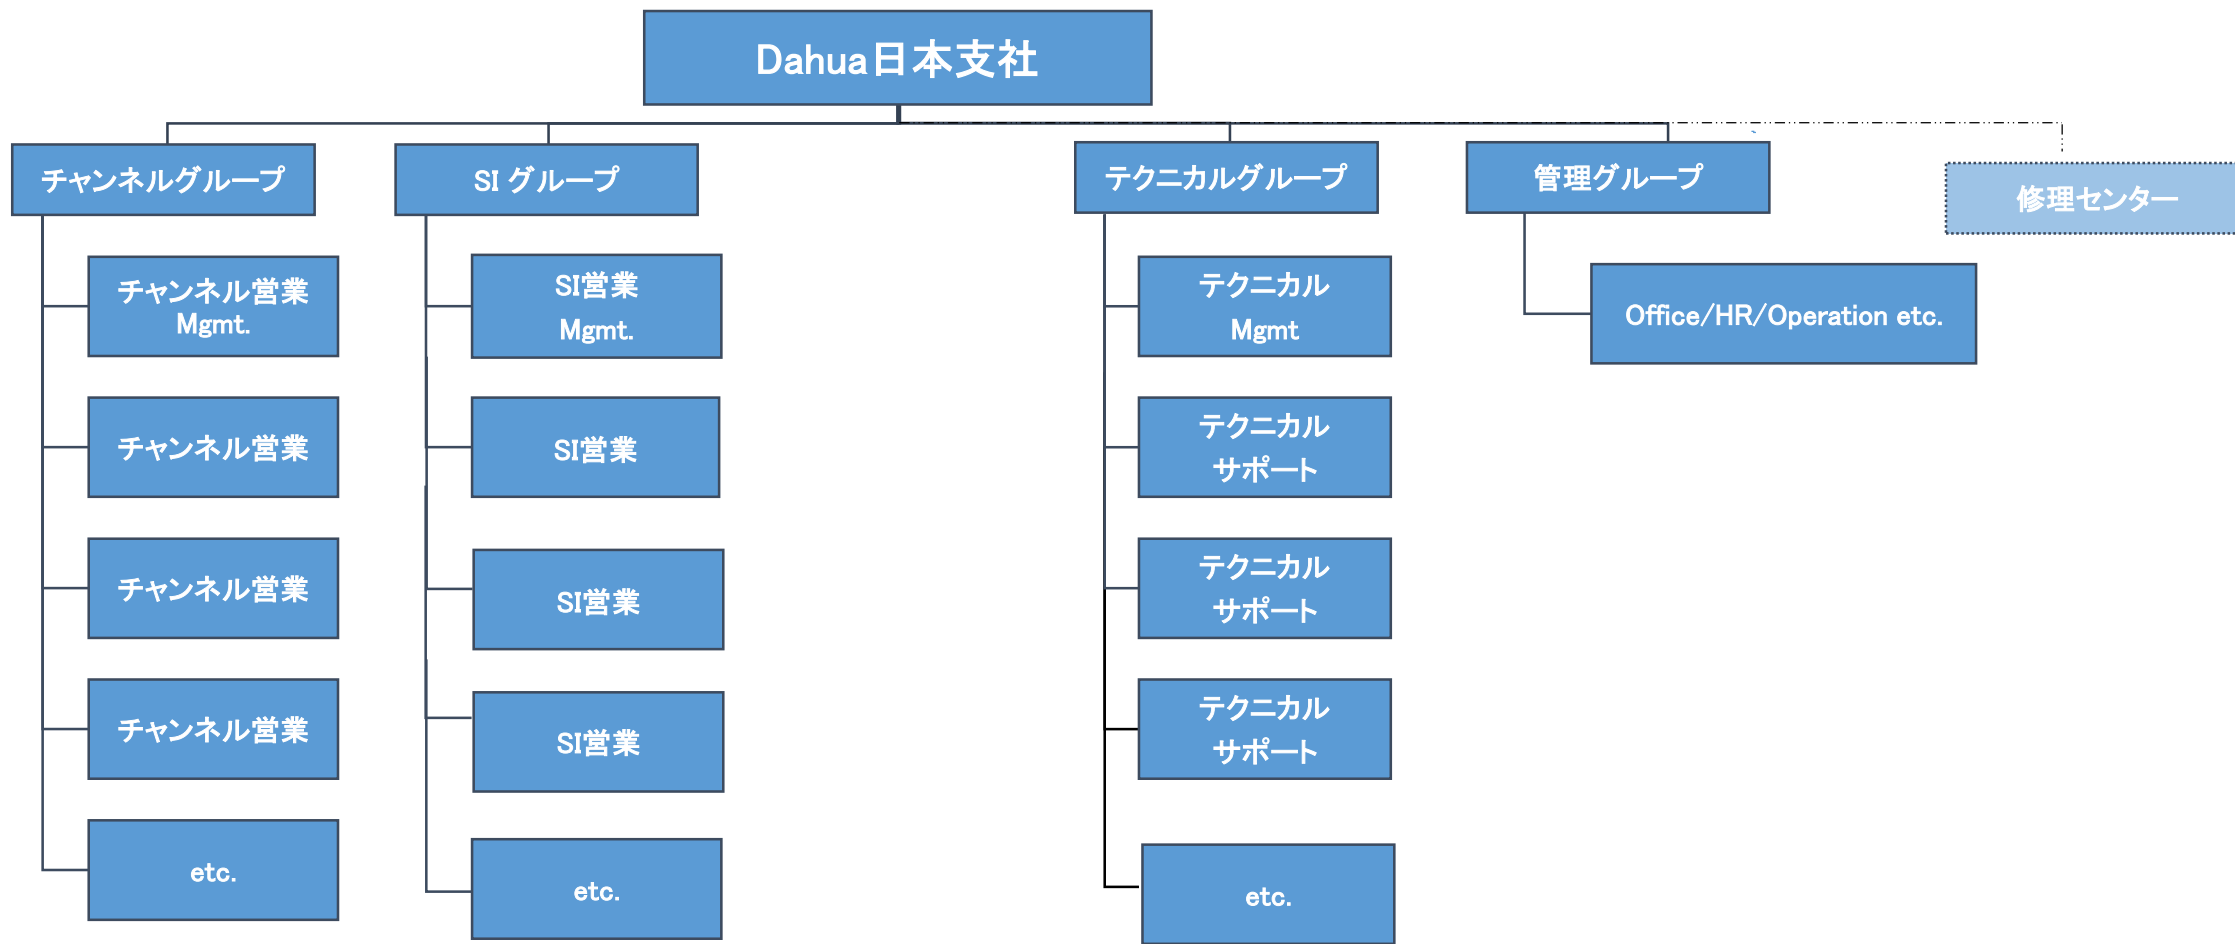 Dahua日本支社
チャンネルグループ
SI グループ
テクニカルグループ
管理グループ
修理センター
チャンネル営業
Mgmt.
チャンネル営業
チャンネル営業
チャンネル営業
etc.
SI営業
Mgmt.
SI営業
SI営業
SI営業
etc.
テクニカル
Mgmt
テクニカル
サポート
テクニカル
サポート
テクニカル
サポート
etc.
Office/HR/Operation etc.